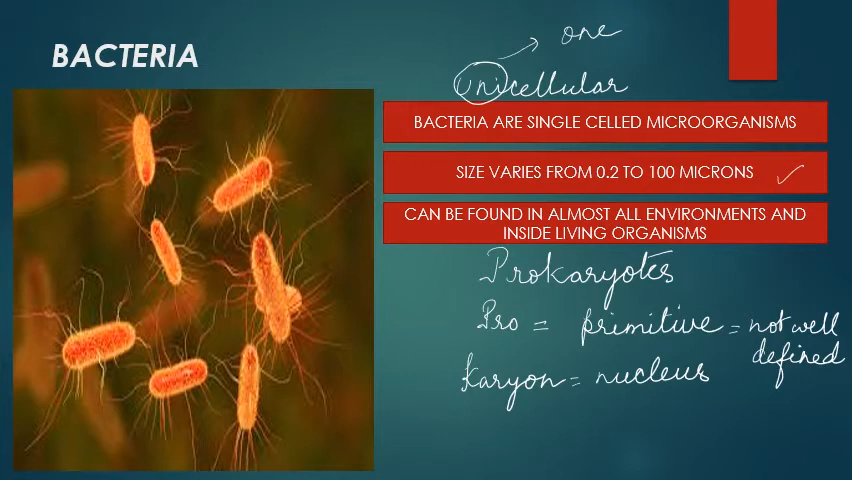 BACTERIA
one
Unicellular
BACTERIA ARE SINGLE CELLED MICROORGANISMS
SIZE VARIES FROM 0.2 TO 100 MICRONS
CAN BE FOUND IN ALMOST ALL ENVIRONMENTS AND
INSIDE LIVING ORGANISMS
Prokaryotes
Pro = primitive = not well
defined
Karyon = nucleus